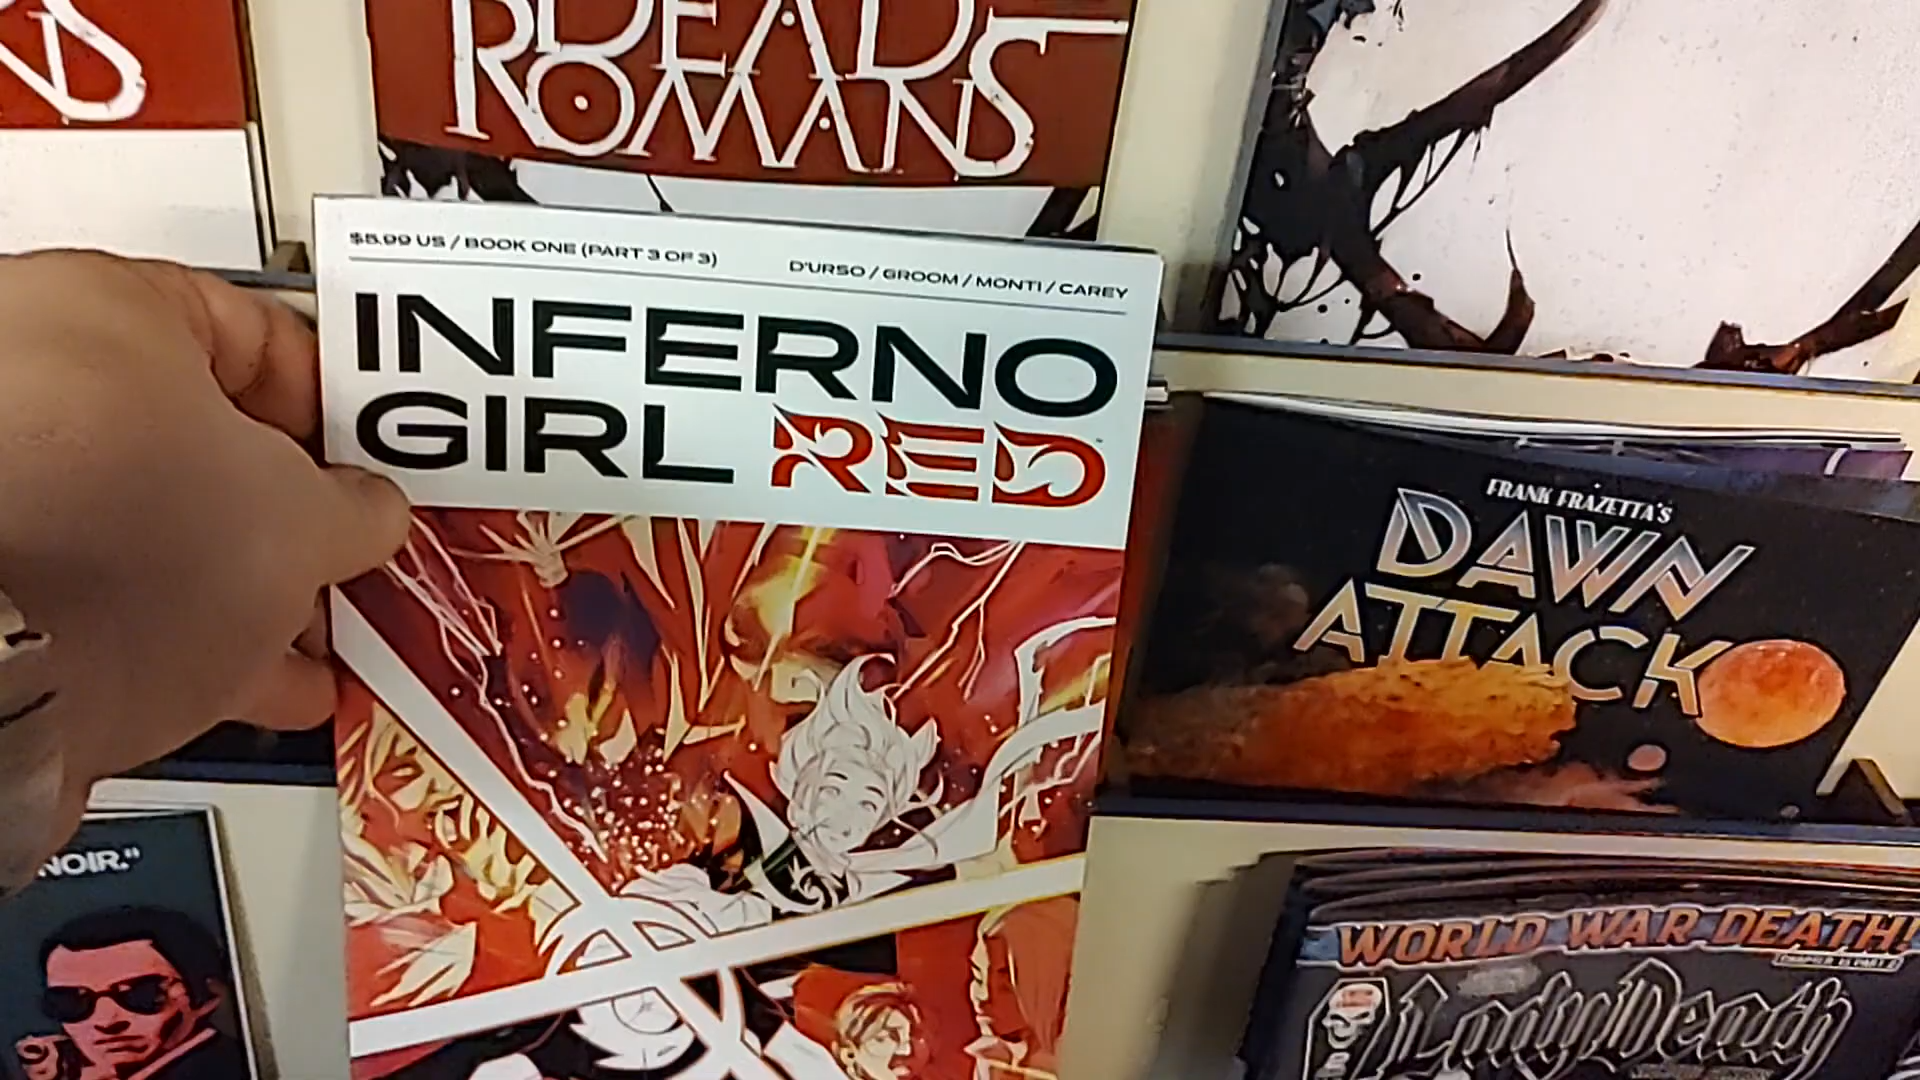 DEAD
ROMANS
$5.99 US / BOOK ONE (PART 3 OF 3)
D'URSO / GROOM / MONTI / CAREY
INFERNO
GIRL RED
FRANK FRAZETTA'S
DAWN
ATTACK
NOIR."
WORLD WAR DEATH!
Lady Death